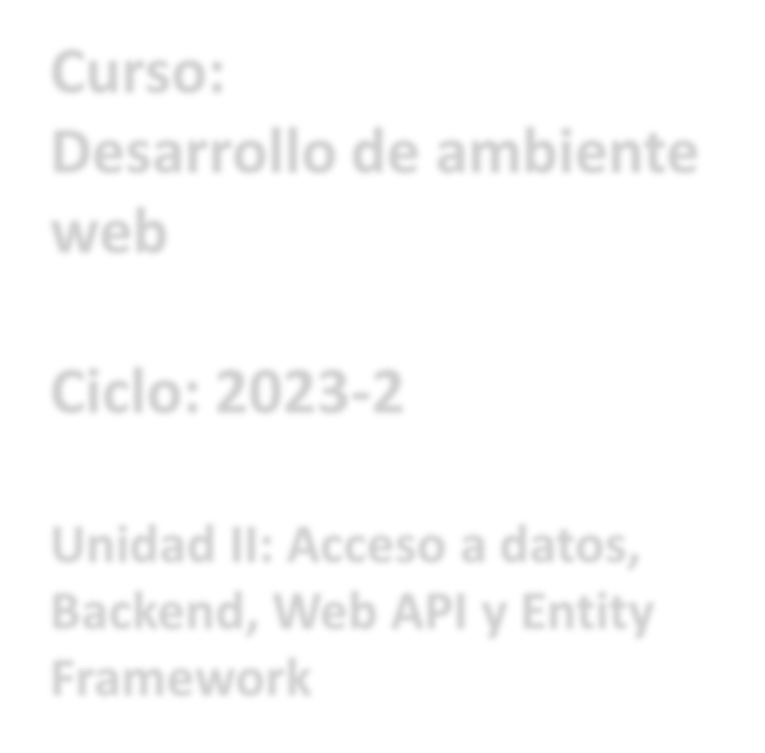 Curso:
Desarrollo de ambiente
web
Ciclo: 2023-2
Unidad II: Acceso a datos,
Backend, Web API y Entity
Framework